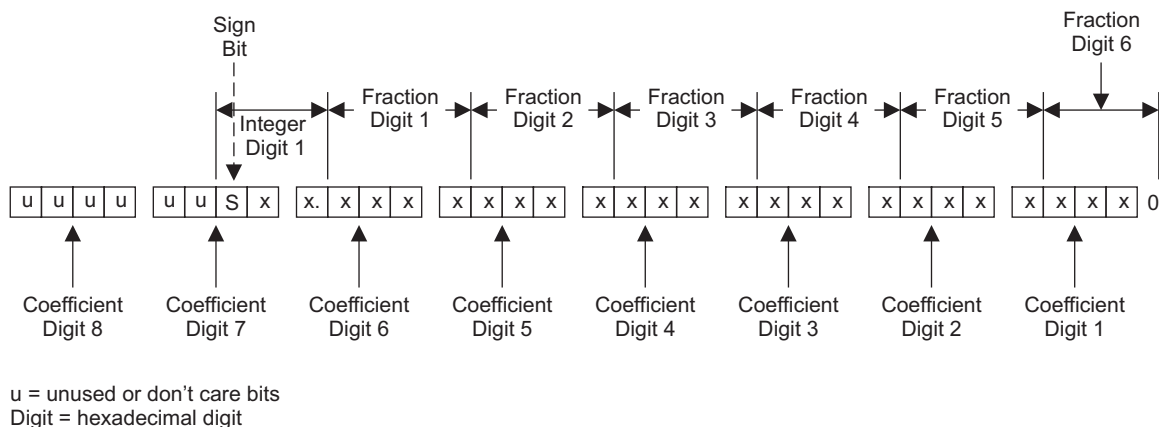 Sign
Bit
Fraction
Digit 6
Integer
Digit 1
Fraction
Digit 1
Fraction
Digit 2
Fraction
Digit 3
Fraction
Digit 4
Fraction
Digit 5
u u u u u u S x x. x x x x x x x x x x x x x x x x x x x x x x x 0
Coefficient
Digit 8
Coefficient
Digit 7
Coefficient
Digit 6
Coefficient
Digit 5
Coefficient
Digit 4
Coefficient
Digit 3
Coefficient
Digit 2
Coefficient
Digit 1
u = unused or don’t care bits
Digit = hexadecimal digit